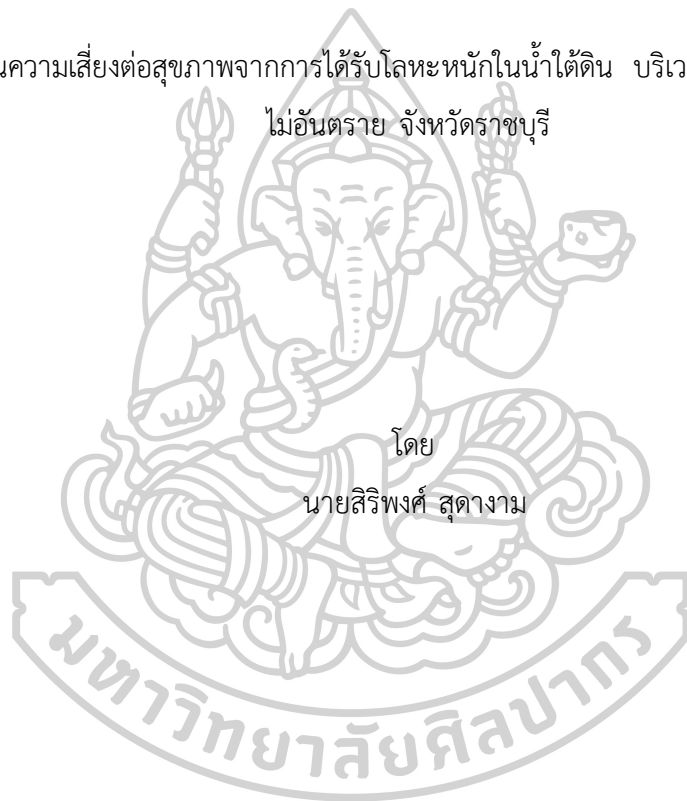 นความเสี่ยงต่อสุขภาพจากการได้รับโลหะหนักในน้ำใต้ดิน บริเว
ไม่อันตราย จังหวัดราชบุรี
โดย
นายสิริพงศ์ สุดางาม
มหาวิทยาลัยศิลปากร